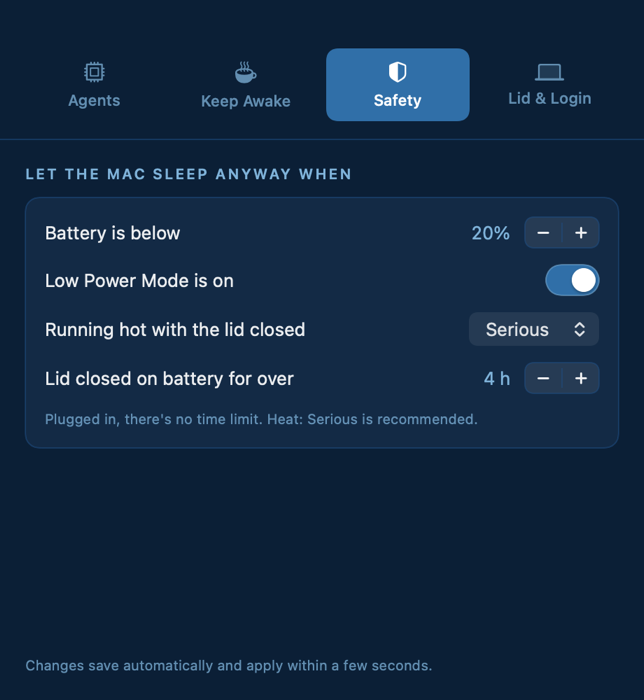 Agents
Keep Awake
Safety
Lid & Login
LET THE MAC SLEEP ANYWAY WHEN
Battery is below 20% − +
Low Power Mode is on
Running hot with the lid closed Serious
Lid closed on battery for over 4 h − +
Plugged in, there's no time limit. Heat: Serious is recommended.
Changes save automatically and apply within a few seconds.